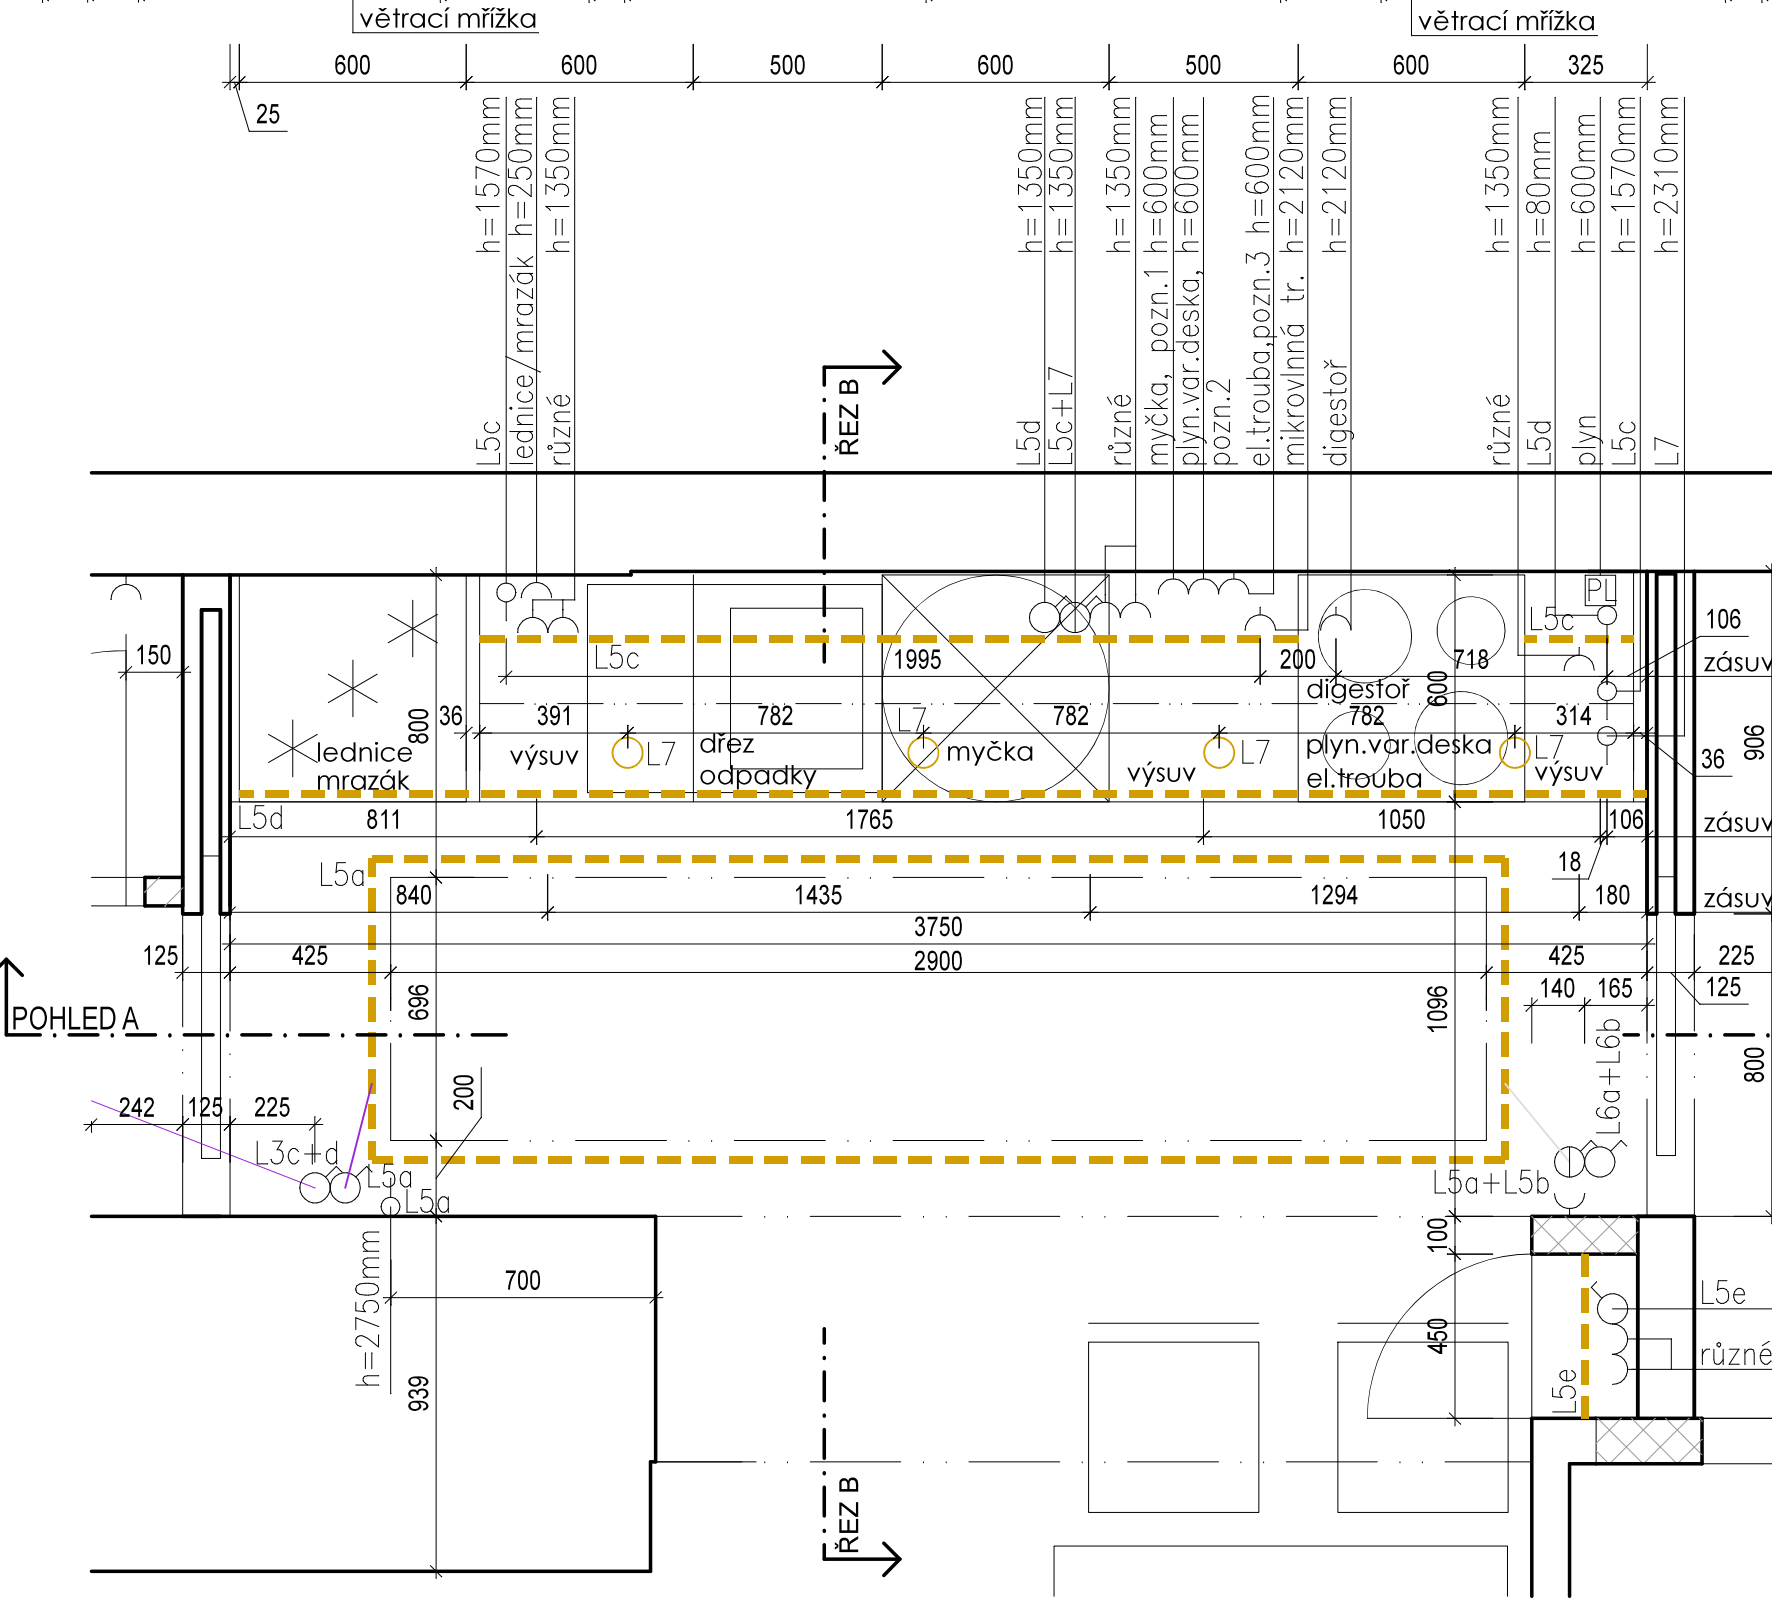 větrací mřížka
větrací mřížka
600
600
500
600
500
600
325
25
L5c h=1570mm
lednice/mrazák h=250mm
různé h=1350mm
L5d h=1350mm
L5c+L7 h=1350mm
různé h=1350mm
myčka, pozn.1 h=600mm
plyn.var.deska, h=600mm
pozn.2
el.trouba,pozn.3 h=600mm
mikrovlnná tr. h=2120mm
digestoř h=2120mm
různé h=1350mm
L5d h=80mm
plyn h=600mm
L5c h=1570mm
L7 h=2310mm
ŘEZ B
PL
L5c
L5c
106
150
1995
200
718
zásuv
600
digestoř
800
36
391
782
L7
782
782
314
906
lednice
mrazák
výsuv
L7
dřez
odpadky
myčka
výsuv
L7
plyn.var.deska
el.trouba
L7
výsuv
36
L5d
811
1765
1050
106
zásuv
L5a
18
840
1435
1294
180
zásuv
3750
125
425
2900
425
225
140
165
125
696
1096
POHLED A
L6a+L6b
800
200
242
125
225
L3c+d
L5a
L5a
L5a+L5b
h=2750mm
100
700
L5e
450
různé
939
L5e
ŘEZ B